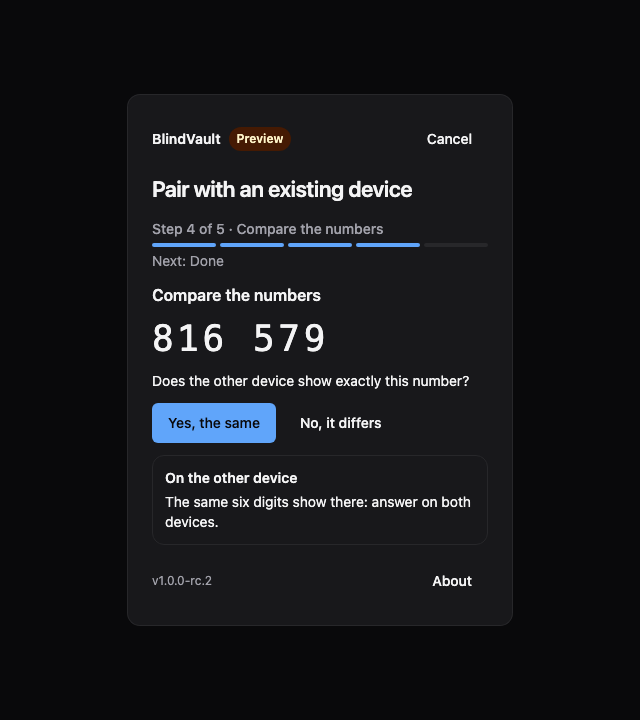 BlindVault Preview Cancel
Pair with an existing device
Step 4 of 5 · Compare the numbers
Next: Done
Compare the numbers
816 579
Does the other device show exactly this number?
Yes, the same No, it differs
On the other device
The same six digits show there: answer on both
devices.
v1.0.0-rc.2 About